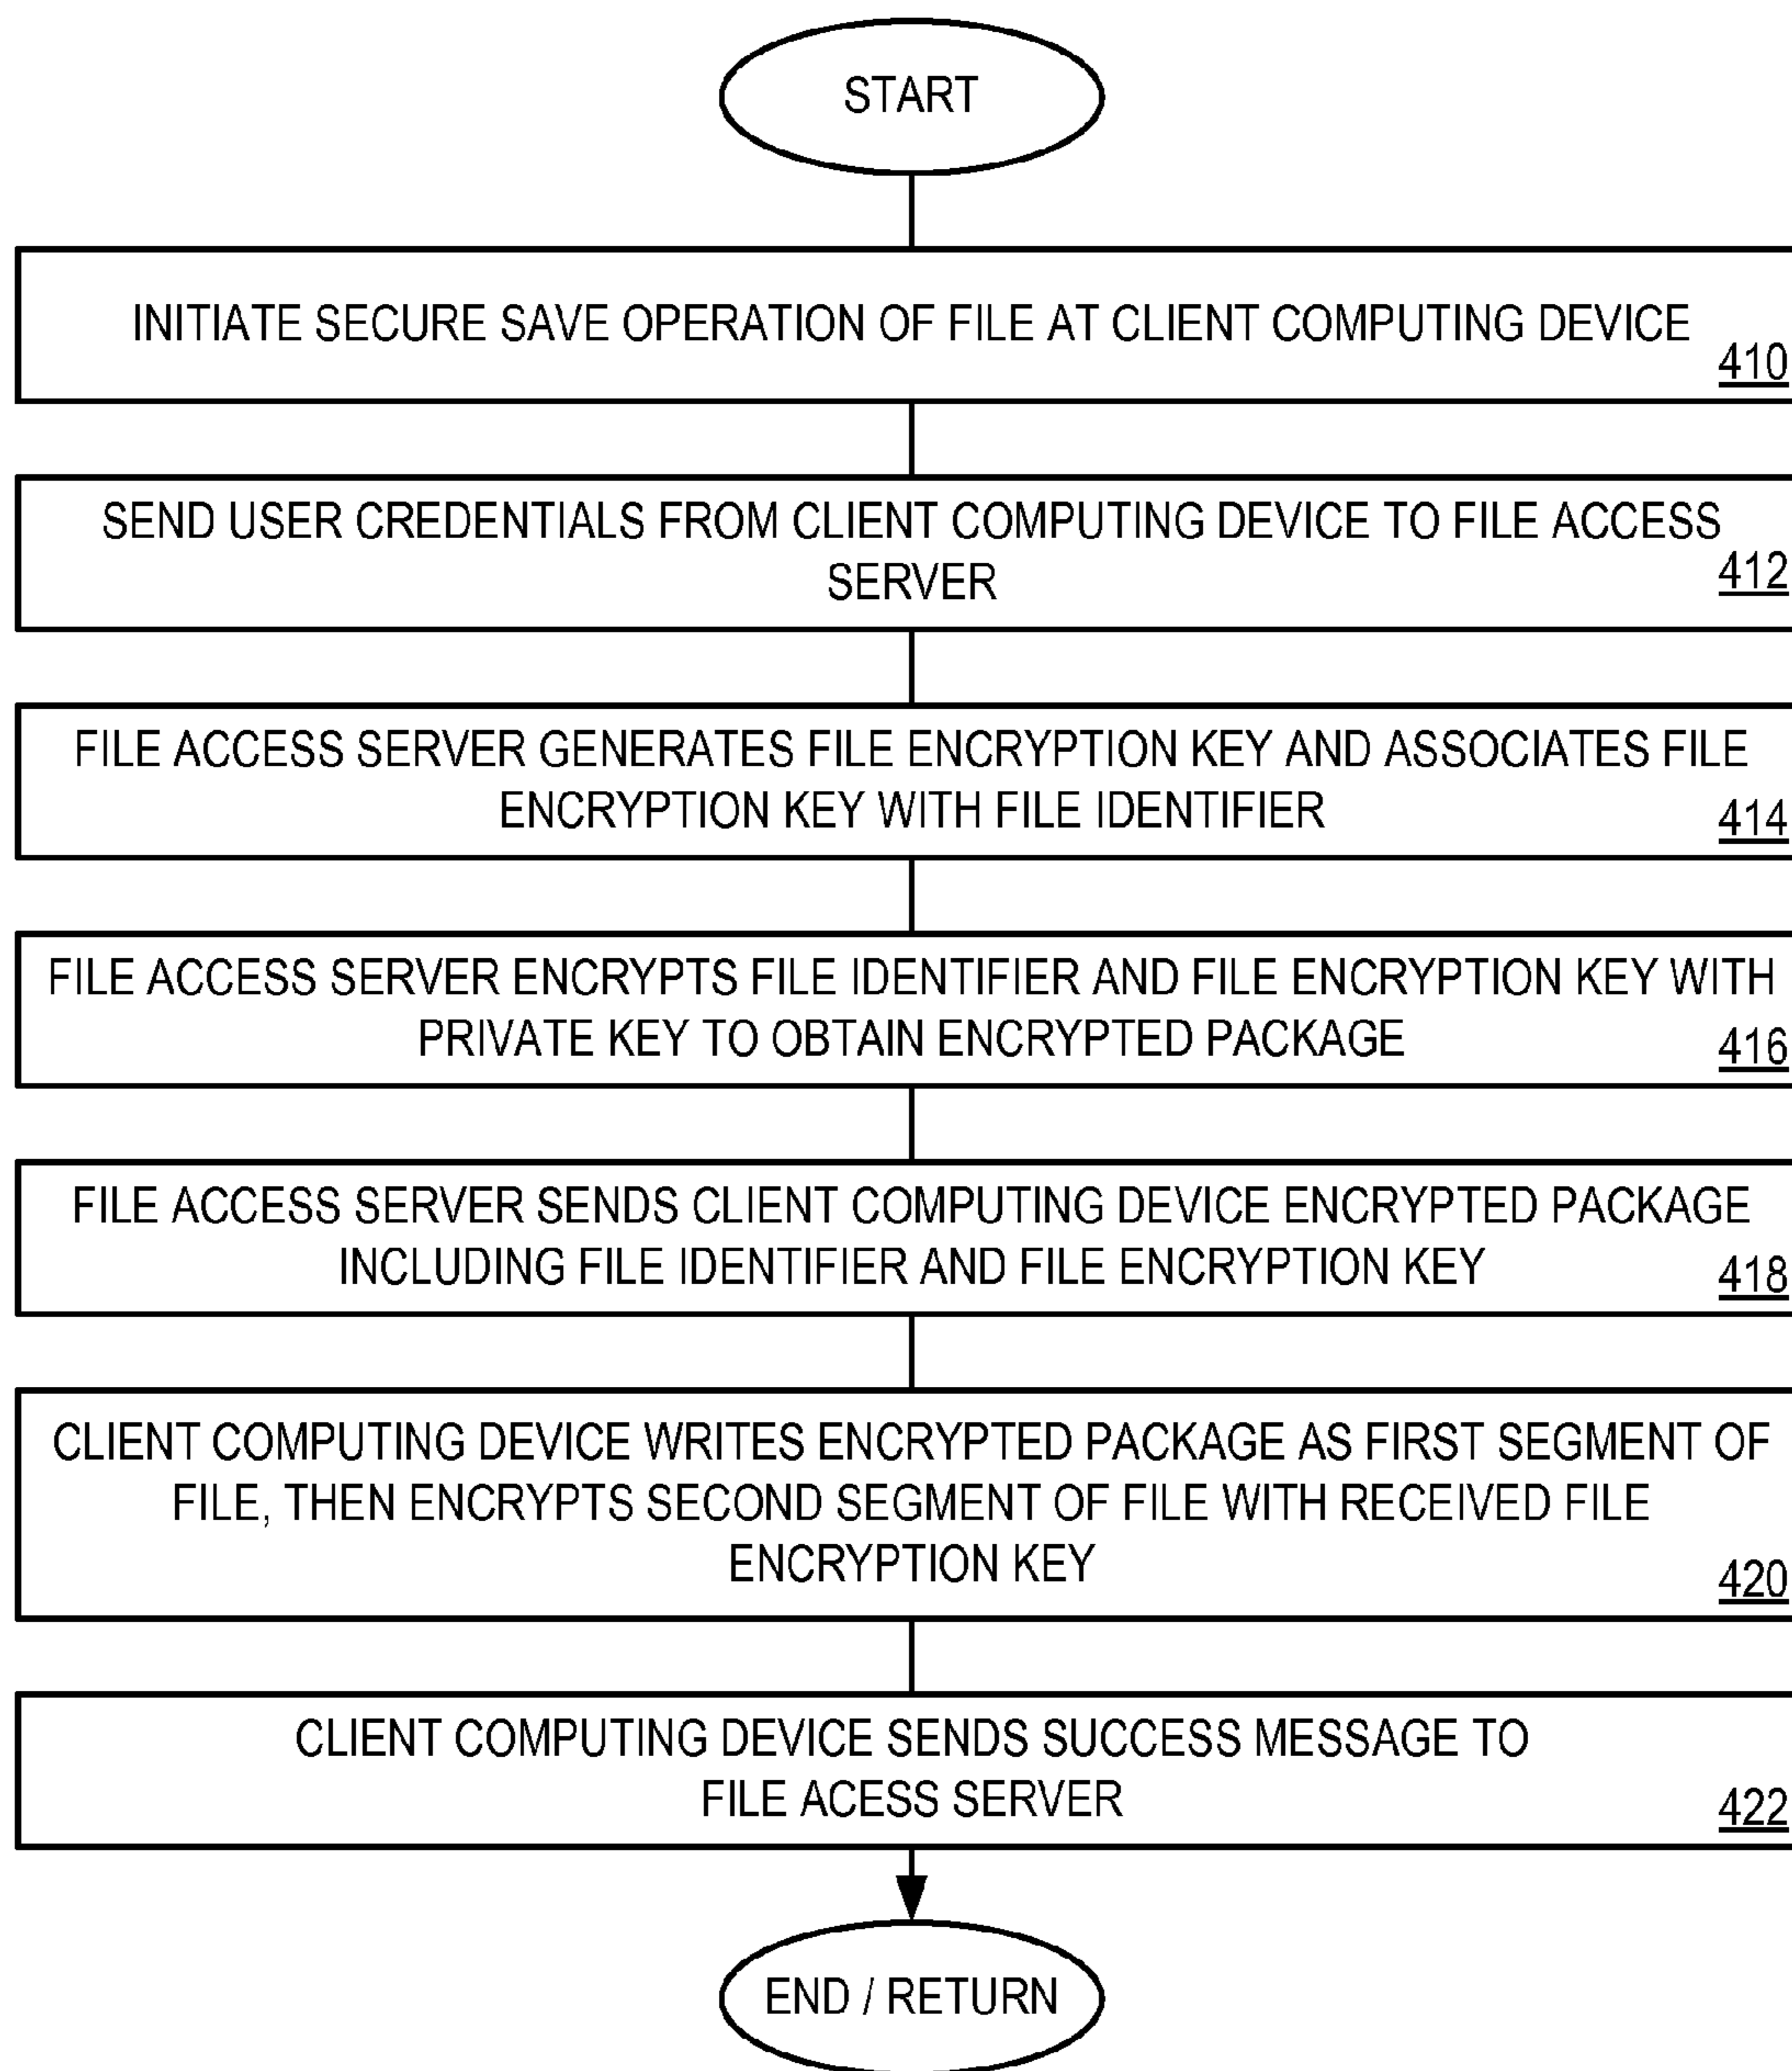 START
INITIATE SECURE SAVE OPERATION OF FILE AT CLIENT COMPUTING DEVICE
410
SEND USER CREDENTIALS FROM CLIENT COMPUTING DEVICE TO FILE ACCESS
SERVER
412
FILE ACCESS SERVER GENERATES FILE ENCRYPTION KEY AND ASSOCIATES FILE
ENCRYPTION KEY WITH FILE IDENTIFIER
414
FILE ACCESS SERVER ENCRYPTS FILE IDENTIFIER AND FILE ENCRYPTION KEY WITH
PRIVATE KEY TO OBTAIN ENCRYPTED PACKAGE
416
FILE ACCESS SERVER SENDS CLIENT COMPUTING DEVICE ENCRYPTED PACKAGE
INCLUDING FILE IDENTIFIER AND FILE ENCRYPTION KEY
418
CLIENT COMPUTING DEVICE WRITES ENCRYPTED PACKAGE AS FIRST SEGMENT OF
FILE, THEN ENCRYPTS SECOND SEGMENT OF FILE WITH RECEIVED FILE
ENCRYPTION KEY
420
CLIENT COMPUTING DEVICE SENDS SUCCESS MESSAGE TO
FILE ACESS SERVER
422
END / RETURN